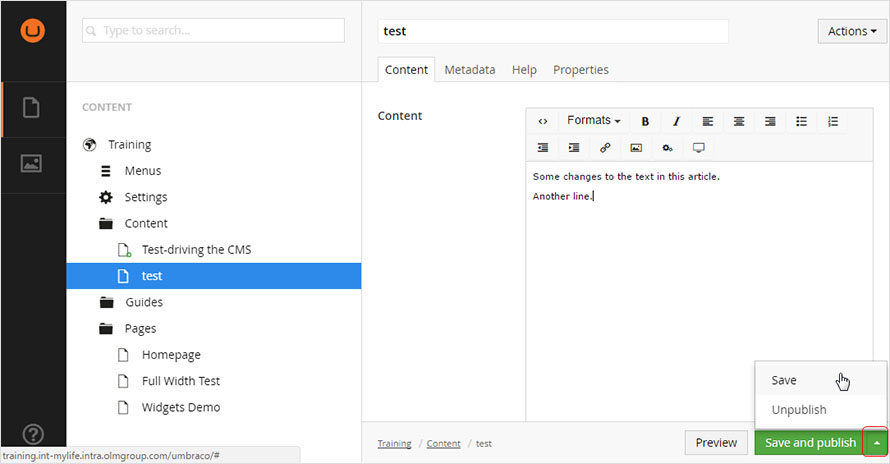 Type to search...
CONTENT
Training
Menus
Settings
Content
Test-driving the CMS
test
Guides
Pages
Homepage
Full Width Test
Widgets Demo
training.int-mylife.intra.olmgroup.com/umbraco/#
test
Actions
Content Metadata Help Properties
Content
Formats B I
Some changes to the text in this article.
Another line.
Save
Unpublish
Training / Content / test
Preview Save and publish